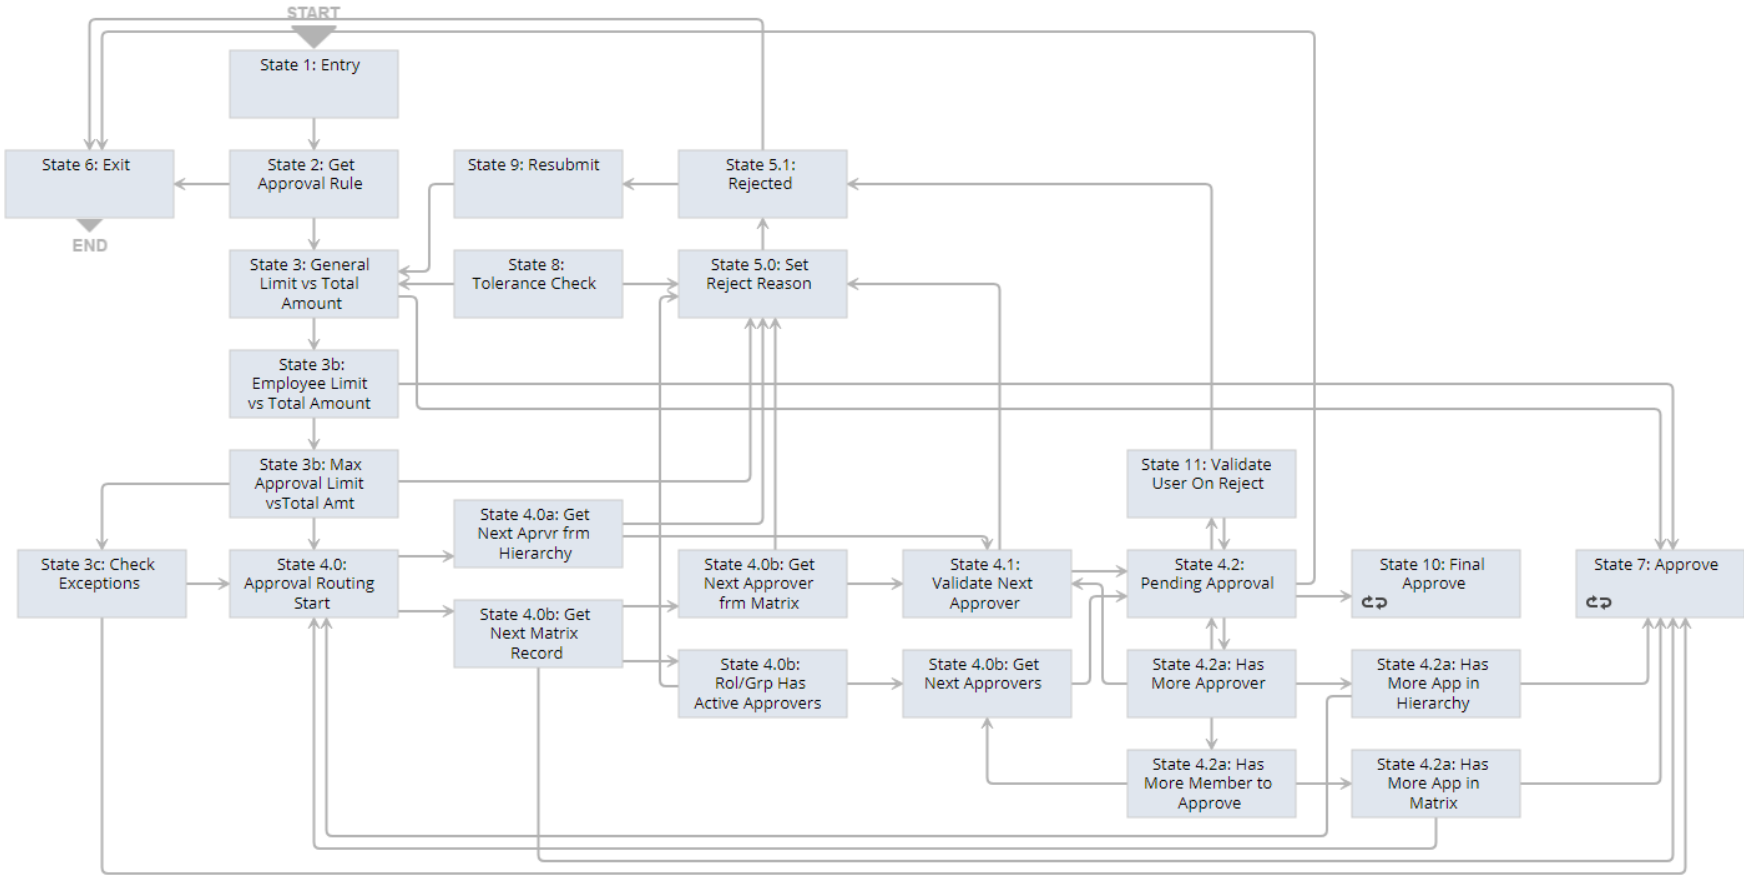 START
State 1: Entry
State 6: Exit
END
State 2: Get
Approval Rule
State 9: Resubmit
State 5.1:
Rejected
State 3: General
Limit vs Total
Amount
State 8:
Tolerance Check
State 5.0: Set
Reject Reason
State 3b:
Employee Limit
vs Total Amount
State 3b: Max
Approval Limit
vsTotal Amt
State 11: Validate
User On Reject
State 3c: Check
Exceptions
State 4.0:
Approval Routing
Start
State 4.0a: Get
Next Aprvr frm
Hierarchy
State 4.0b: Get
Next Matrix
Record
State 4.0b: Get
Next Approver
frm Matrix
State 4.1:
Validate Next
Approver
State 4.2:
Pending Approval
State 10: Final
Approve
State 7: Approve
State 4.0b:
Rol/Grp Has
Active Approvers
State 4.0b: Get
Next Approvers
State 4.2a: Has
More Approver
State 4.2a: Has
More App in
Hierarchy
State 4.2a: Has
More Member to
Approve
State 4.2a: Has
More App in
Matrix